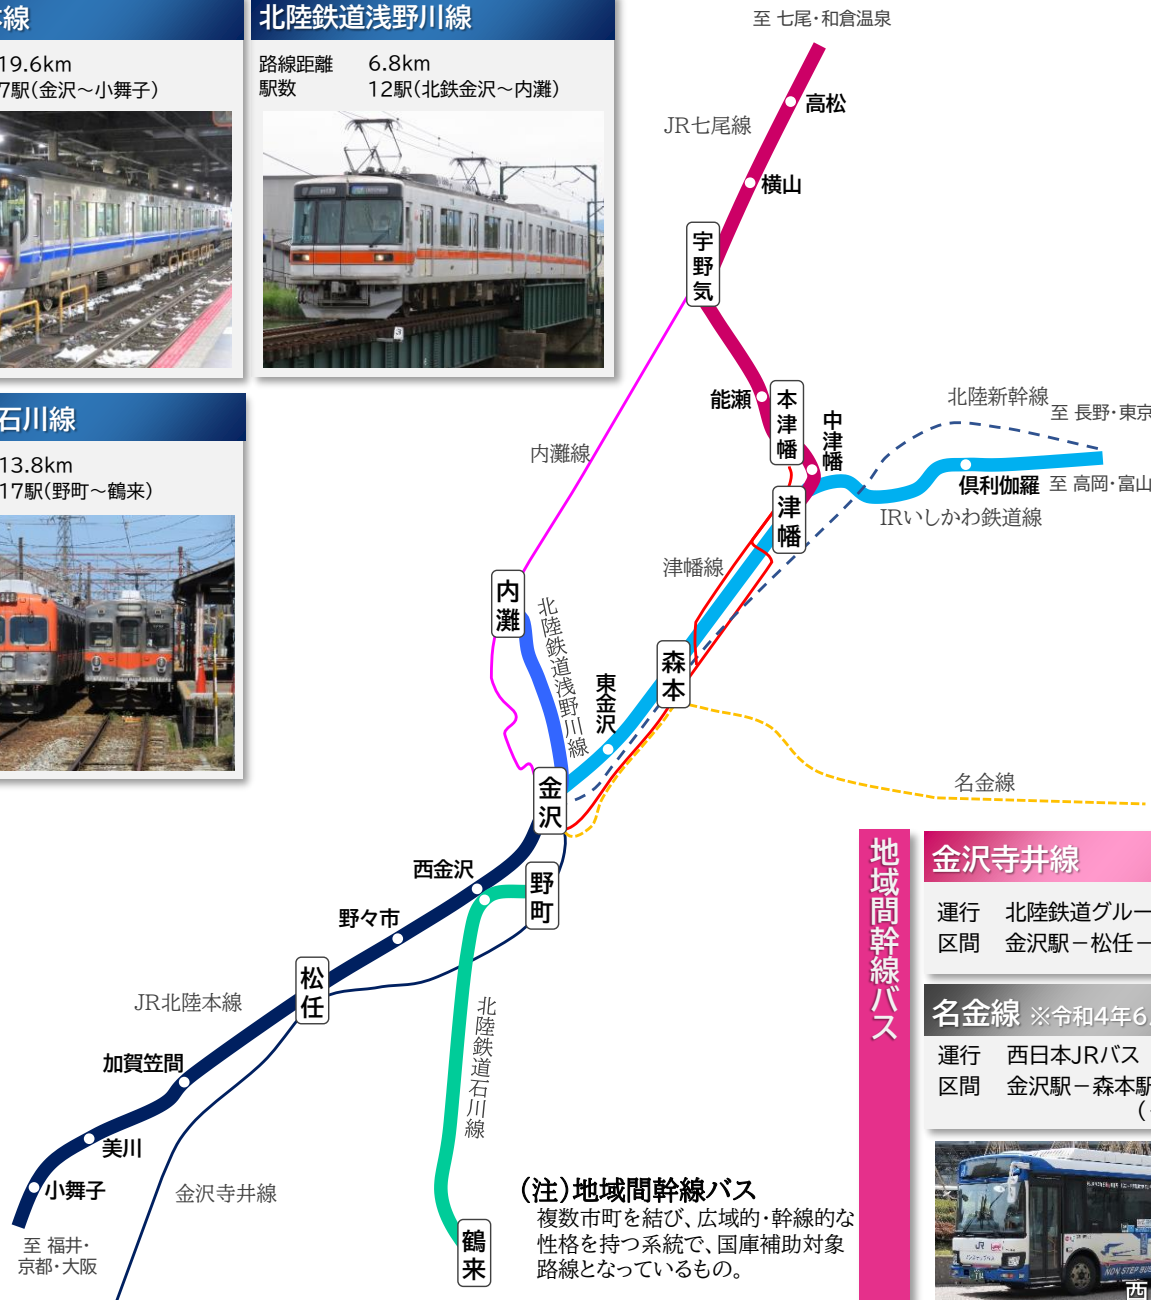 線
19.6km
7駅(金沢～小舞子)
北陸鉄道浅野川線
路線距離 6.8km
駅数 12駅(北鉄金沢～内灘)
石川線
13.8km
17駅(野町～鶴来)
至 七尾・和倉温泉
高松
JR七尾線
横山
宇野気
能瀬
本津幡
中津幡
北陸新幹線
至 長野・東京
内灘線
倶利伽羅
至 高岡・富山
津幡
IRいしかわ鉄道線
津幡線
内灘
北陸鉄道浅野川線
森本
東金沢
金沢
名金線
西金沢
野町
野々市
松任
JR北陸本線
北陸鉄道石川線
加賀笠間
美川
小舞子
金沢寺井線
至 福井・
京都・大阪
鶴来
(注)地域間幹線バス
複数市町を結び、広域的・幹線的な
性格を持つ系統で、国庫補助対象
路線となっているもの。
地域間幹線バス
金沢寺井線
運行 北陸鉄道グルー
区間 金沢駅－松任－
名金線 ※令和4年6
運行 西日本JRバス
区間 金沢駅－森本駅
(
JR
NON STEP BUS
西